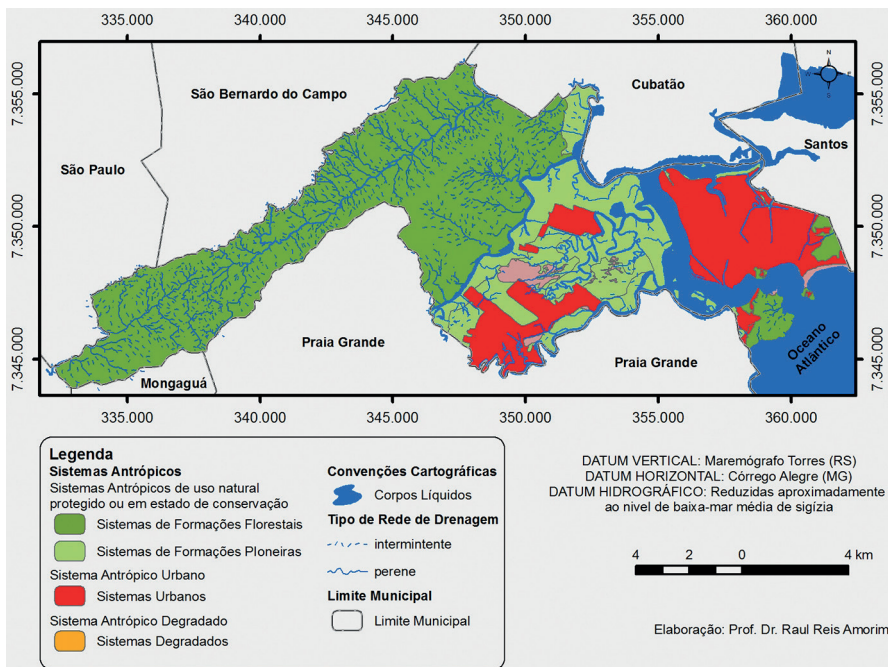 335.000 340.000 345.000 350.000 355.000 360.000
7.355.000
7.355.000
São Bernardo do Campo
Cubatão
N
W E
S
Santos
São Paulo
7.350.000
7.350.000
Praia Grande
Praia Grande
Oceano
Atlântico
7.345.000
7.345.000
Mongaguá
335.000 340.000 345.000 350.000 355.000 360.000
Legenda
Sistemas Antrópicos
Sistemas Antrópicos de uso natural
protegido ou em estado de conservação
Sistemas de Formações Florestais
Sistemas de Formações Ploneiras
Sistema Antrópico Urbano
Sistemas Urbanos
Sistema Antrópico Degradado
Sistemas Degradados
Convenções Cartográficas
Corpos Líquidos
Tipo de Rede de Drenagem
intermintente
perene
Limite Municipal
Limite Municipal
DATUM VERTICAL: Maremógrafo Torres (RS)
DATUM HORIZONTAL: Córrego Alegre (MG)
DATUM HIDROGRÁFICO: Reduzidas aproximadamente
ao nivel de baixa-mar média de sigízia
4 2 0 4 km
Elaboração: Prof. Dr. Raul Reis Amorim